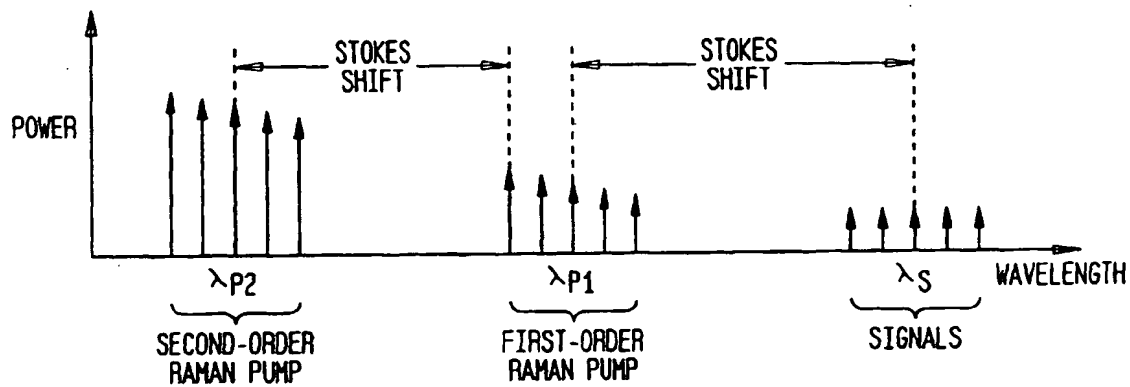 STOKES
SHIFT
STOKES
SHIFT
POWER
λP2
λP1
λS
WAVELENGTH
SECOND-ORDER
RAMAN PUMP
FIRST-ORDER
RAMAN PUMP
SIGNALS